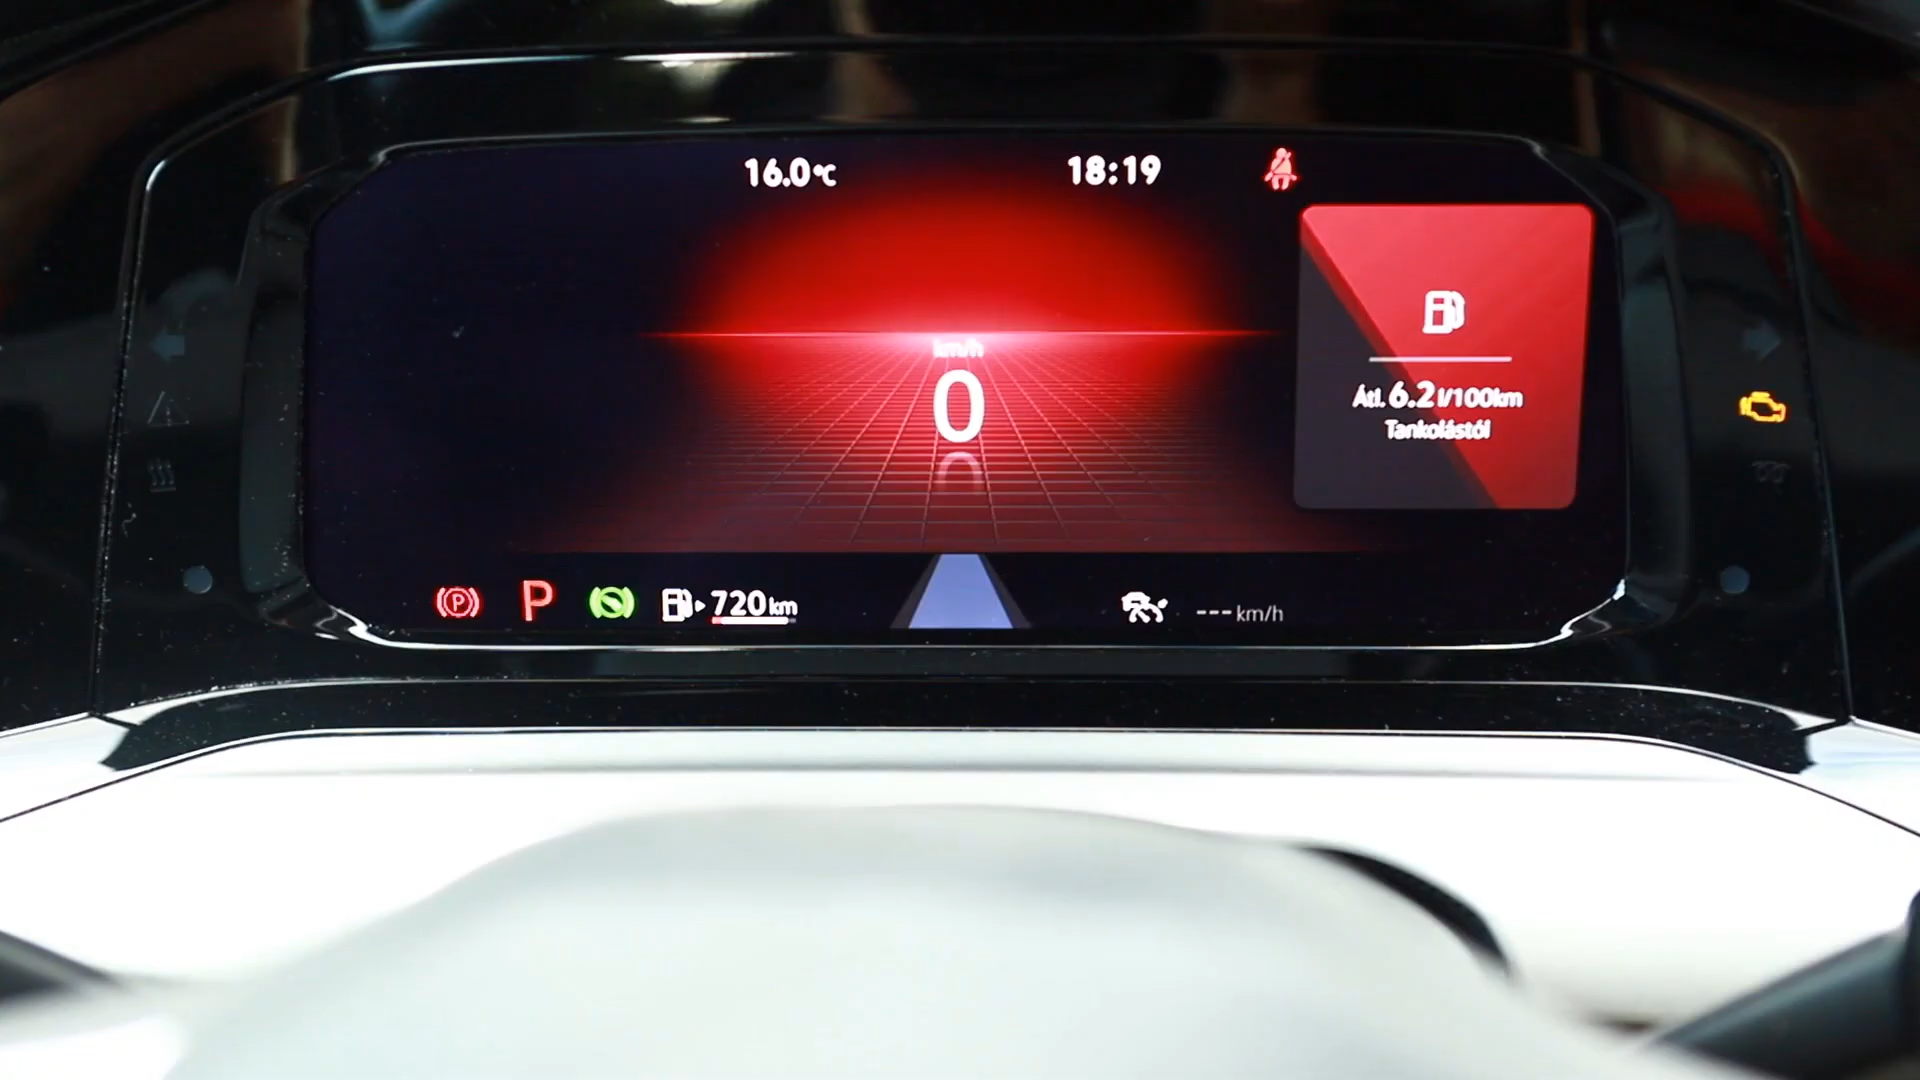 16.0°C
18:19
km/h
0
Átl. 6.2 l/100km
Tankolástól
P
P
720 km
--- km/h